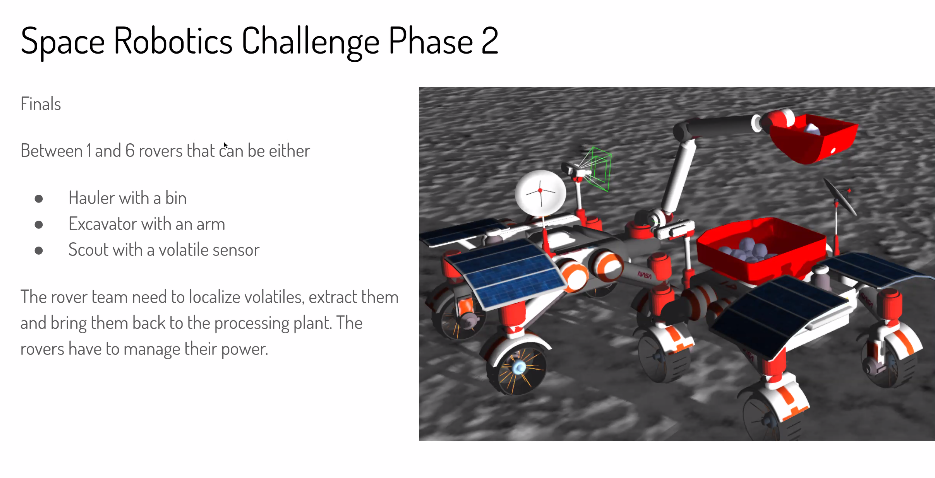 Space Robotics Challenge Phase 2
Finals
Between 1 and 6 rovers that can be either
● Hauler with a bin
● Excavator with an arm
● Scout with a volatile sensor
The rover team need to localize volatiles, extract them
and bring them back to the processing plant. The
rovers have to manage their power.